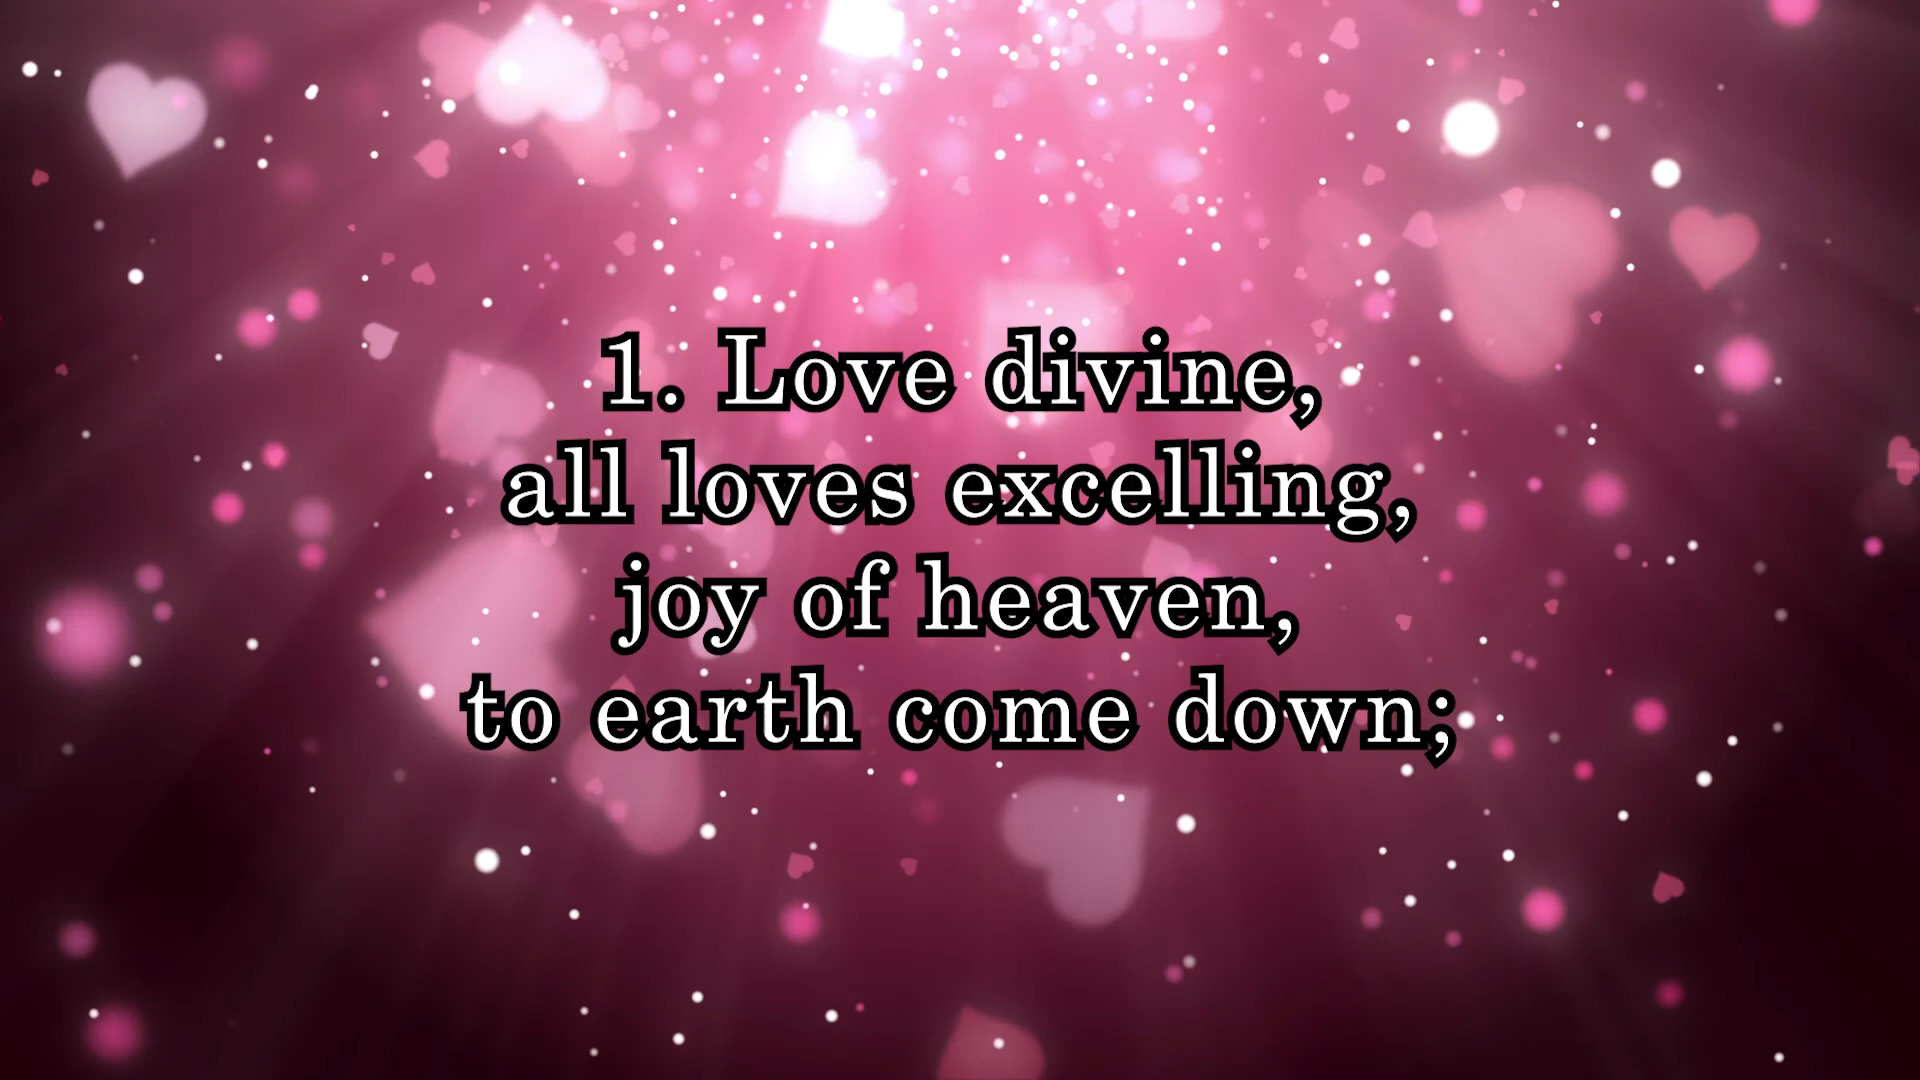 1. Love divine,
all loves excelling,
joy of heaven,
to earth come down;